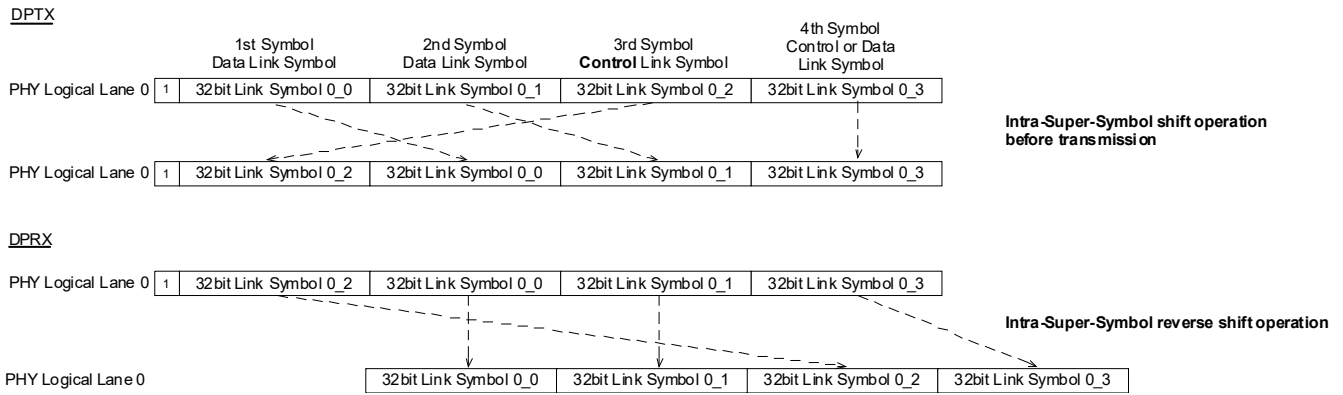 DPTX
1st Symbol
Data Link Symbol
2nd Symbol
Data Link Symbol
3rd Symbol
Control Link Symbol
4th Symbol
Control or Data
Link Symbol
PHY Logical Lane 0 1 32bit Link Symbol 0_0 32bit Link Symbol 0_1 32bit Link Symbol 0_2 32bit Link Symbol 0_3
Intra-Super-Symbol shift operation
before transmission
PHY Logical Lane 0 1 32bit Link Symbol 0_2 32bit Link Symbol 0_0 32bit Link Symbol 0_1 32bit Link Symbol 0_3
DPRX
PHY Logical Lane 0 1 32bit Link Symbol 0_2 32bit Link Symbol 0_0 32bit Link Symbol 0_1 32bit Link Symbol 0_3
Intra-Super-Symbol reverse shift operation
PHY Logical Lane 0 32bit Link Symbol 0_0 32bit Link Symbol 0_1 32bit Link Symbol 0_2 32bit Link Symbol 0_3